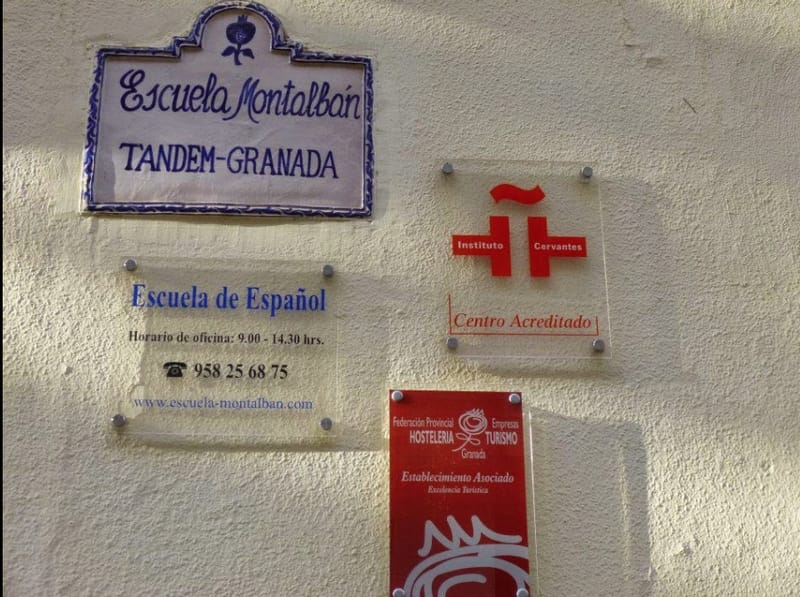 Escuela Montalbán
TANDEM-GRANADA
Instituto Cervantes
Centro Acreditado
Escuela de Español
Horario de oficina: 9.00 - 14.30 hrs.
☎ 958 25 68 75
www.escuela-montalban.com
Federación Provincial Empresas
HOSTELERIA TURISMO
Granada
Establecimiento Asociado
Excelencia Turística